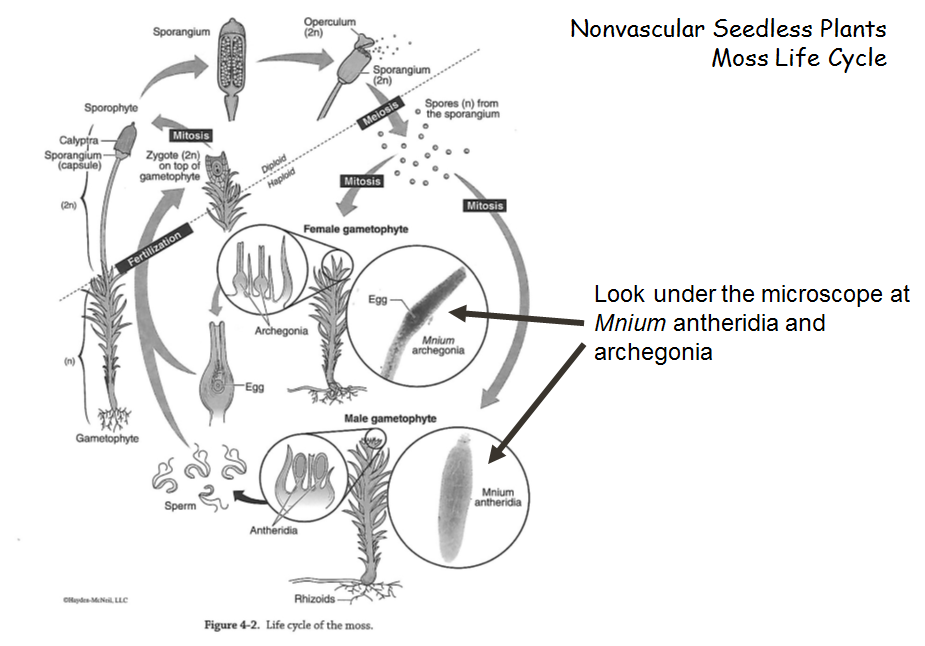 Nonvascular Seedless Plants
Moss Life Cycle
Operculum
(2n)
Sporangium
Sporangium
(2n)
Spores (n) from
the sporangium
Meiosis
Sporophyte
Calyptra
Sporangium
(capsule)
(2n)
Mitosis
Zygote (2n)
on top of
gametophyte
Diploid
Haploid
Mitosis
Mitosis
Fertilization
Female gametophyte
Archegonia
Egg
Mnium
archegonia
Look under the microscope at
Mnium antheridia and
archegonia
(n)
Egg
Gametophyte
Male gametophyte
Sperm
Antheridia
Mnium
antheridia
Rhizoids
©Hayden-McNeil, LLC
Figure 4-2. Life cycle of the moss.